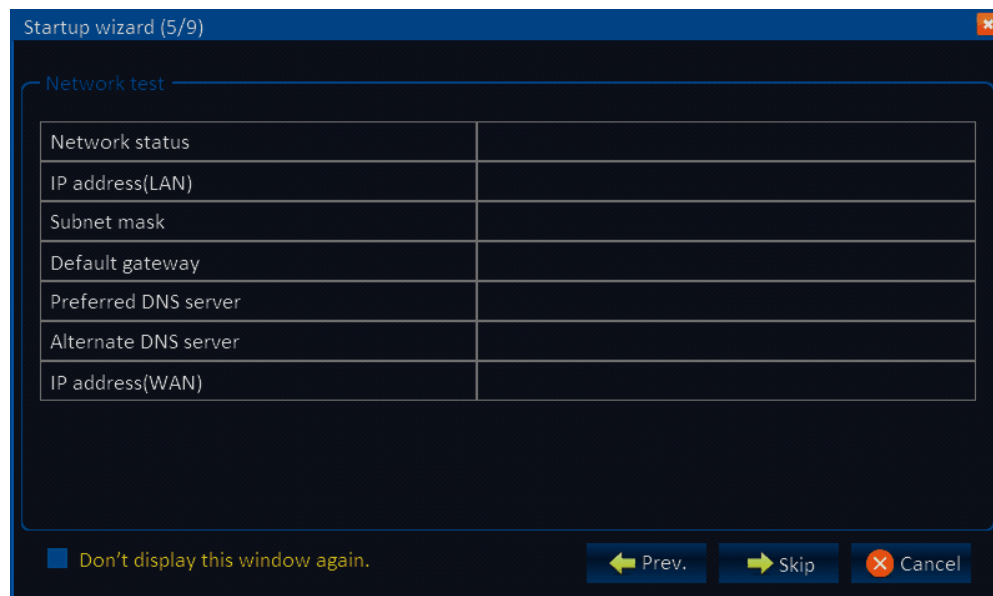 Startup wizard (5/9)
Network test
Network status
IP address(LAN)
Subnet mask
Default gateway
Preferred DNS server
Alternate DNS server
IP address(WAN)
Don't display this window again.
Prev.
Skip
Cancel